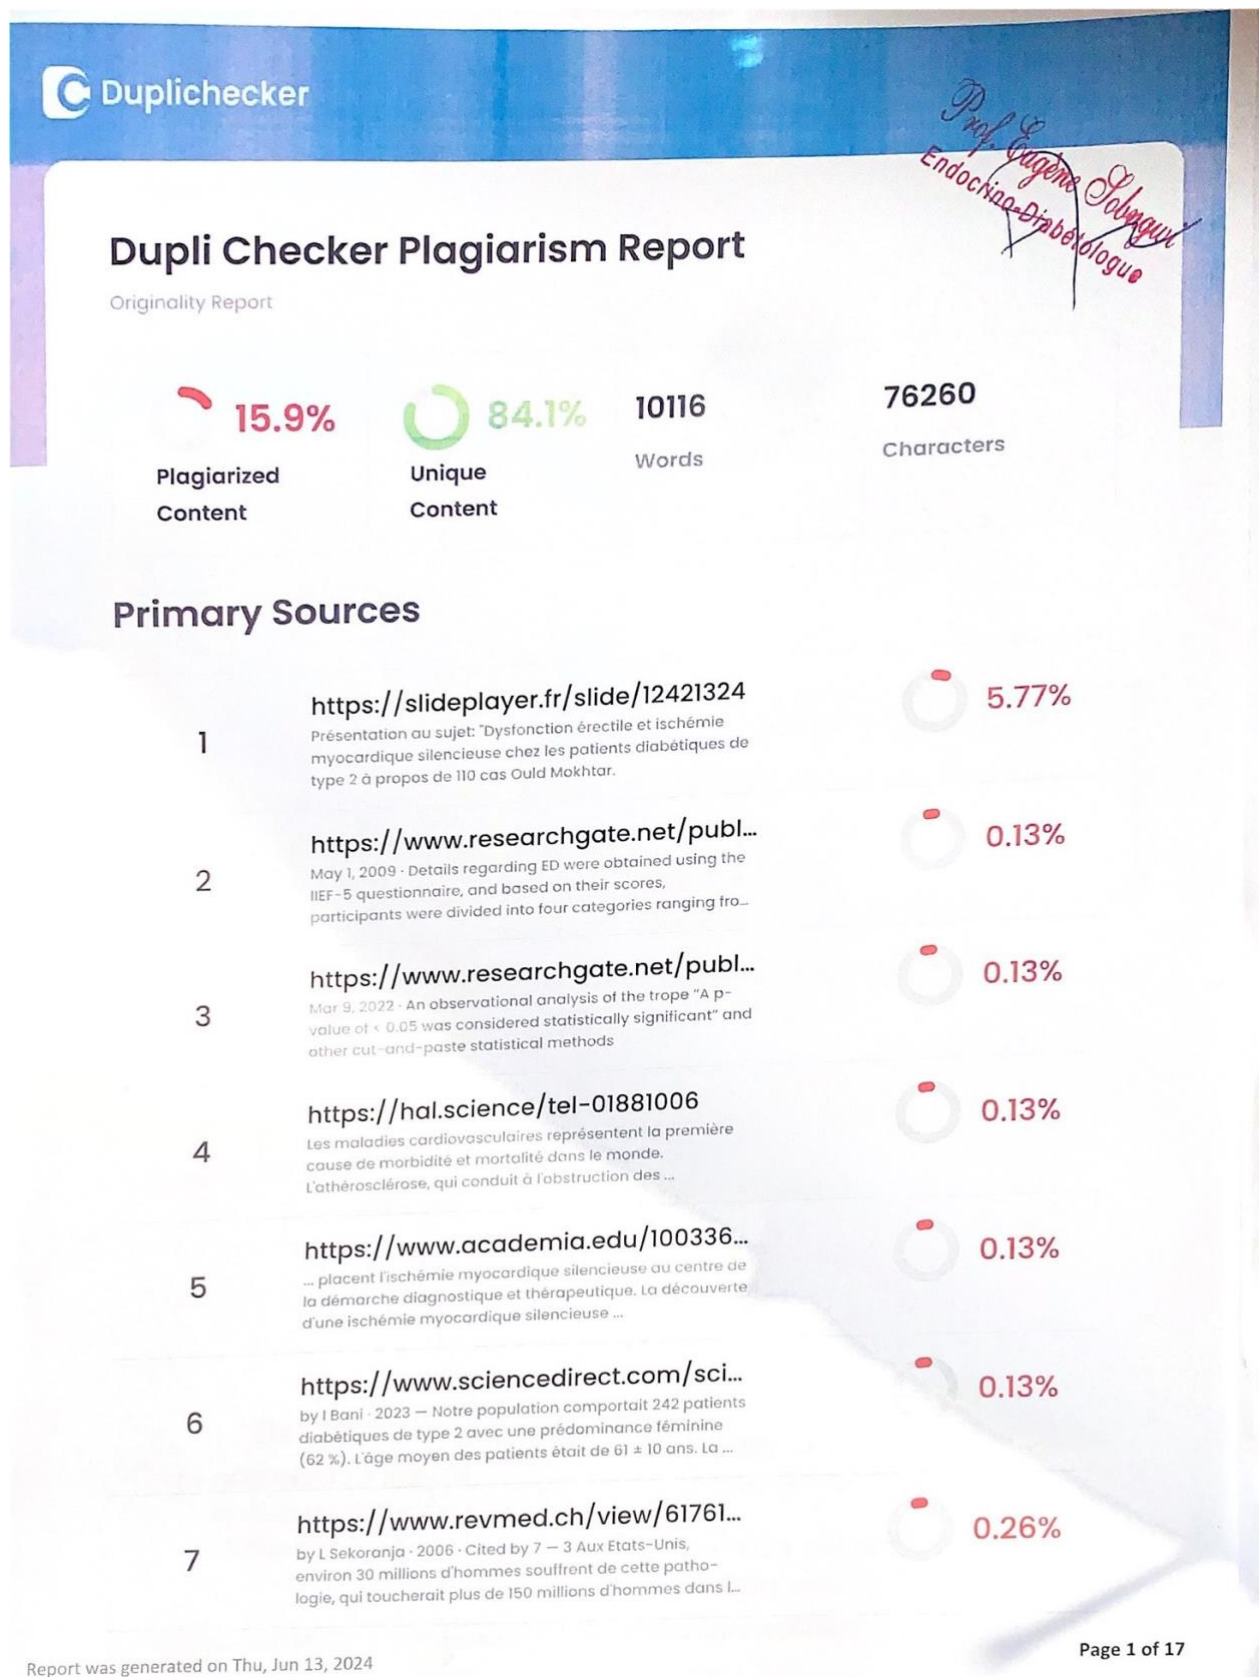 Duplichecker
Prof. Eugène Sobngwi
Endocrino-Diabétologue
Dupli Checker Plagiarism Report
Originality Report
15.9%
Plagiarized
Content
84.1%
Unique
Content
10116
Words
76260
Characters
Primary Sources
1
https://slideplayer.fr/slide/12421324
Présentation au sujet: "Dysfonction érectile et ischémie
myocardique silencieuse chez les patients diabétiques de
type 2 à propos de 110 cas Ould Mokhtar.
5.77%
2
https://www.researchgate.net/publ...
May 1, 2009 · Details regarding ED were obtained using the
IIEF-5 questionnaire, and based on their scores,
participants were divided into four categories ranging fro...
0.13%
3
https://www.researchgate.net/publ...
Mar 9, 2022 · An observational analysis of the trope "A p-
value of < 0.05 was considered statistically significant" and
other cut-and-paste statistical methods
0.13%
4
https://hal.science/tel-01881006
Les maladies cardiovasculaires représentent la première
cause de morbidité et mortalité dans le monde.
L'athérosclérose, qui conduit à l'obstruction des ...
0.13%
5
https://www.academia.edu/100336...
... placent l'ischémie myocardique silencieuse au centre de
la démarche diagnostique et thérapeutique. La découverte
d'une ischémie myocardique silencieuse ...
0.13%
6
https://www.sciencedirect.com/sci...
by I Bani · 2023 — Notre population comportait 242 patients
diabétiques de type 2 avec une prédominance féminine
(62 %). L'âge moyen des patients était de 61 ± 10 ans. La ...
0.13%
7
https://www.revmed.ch/view/61761...
by L Sekoranja · 2006 · Cited by 7 — 3 Aux Etats-Unis,
environ 30 millions d'hommes souffrent de cette patho-
logie, qui toucherait plus de 150 millions d'hommes dans l...
0.26%
Report was generated on Thu, Jun 13, 2024
Page 1 of 17